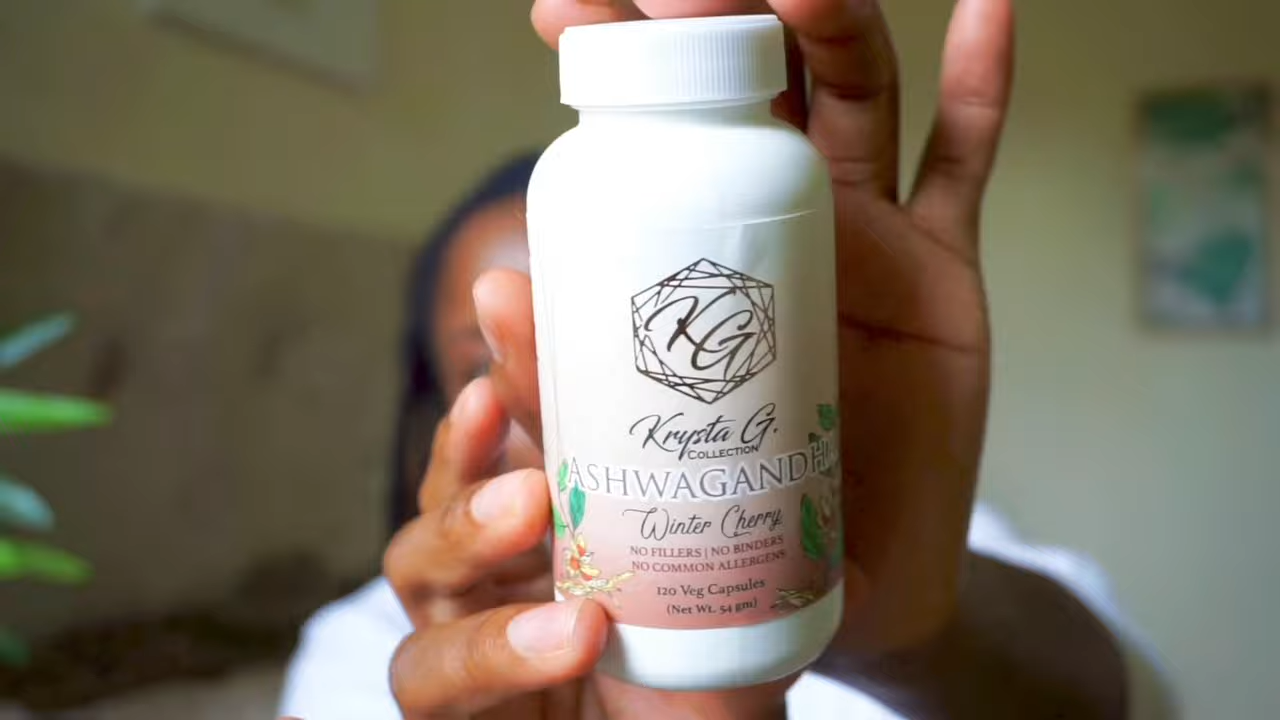 KG
Krysta G.
COLLECTION
ASHWAGANDHA
Winter Cherry
NO FILLERS | NO BINDERS
NO COMMON ALLERGENS
120 Veg Capsules
(Net Wt. 54 gm)